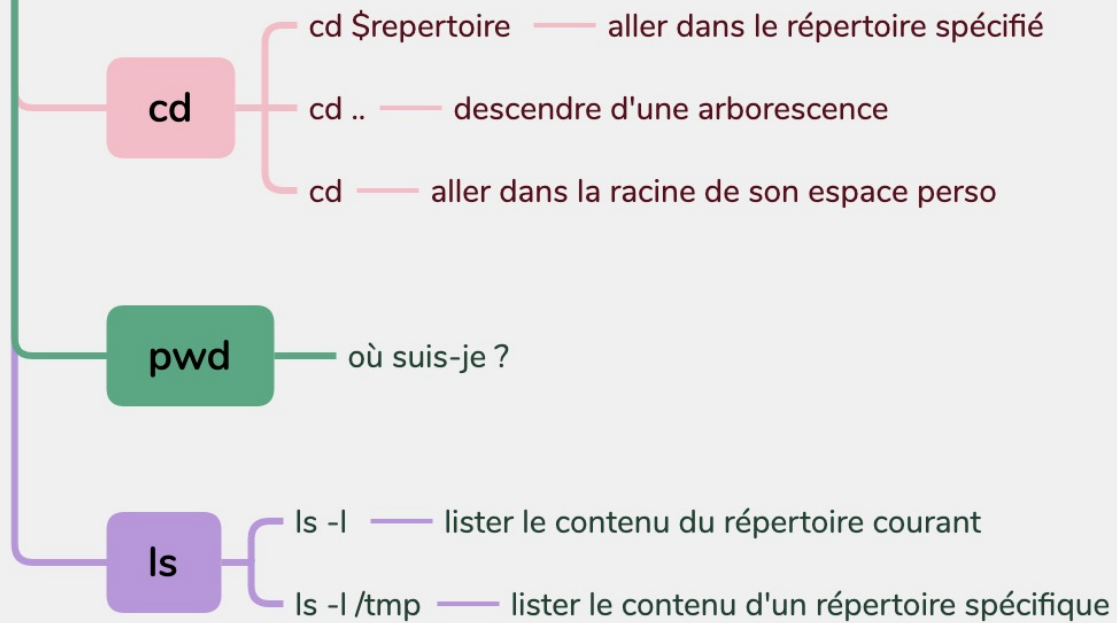 cd
cd $repertoire
aller dans le répertoire spécifié
cd ..
descendre d'une arborescence
cd
aller dans la racine de son espace perso
pwd
où suis-je ?
ls
ls -l
lister le contenu du répertoire courant
ls -l /tmp
lister le contenu d'un répertoire spécifique